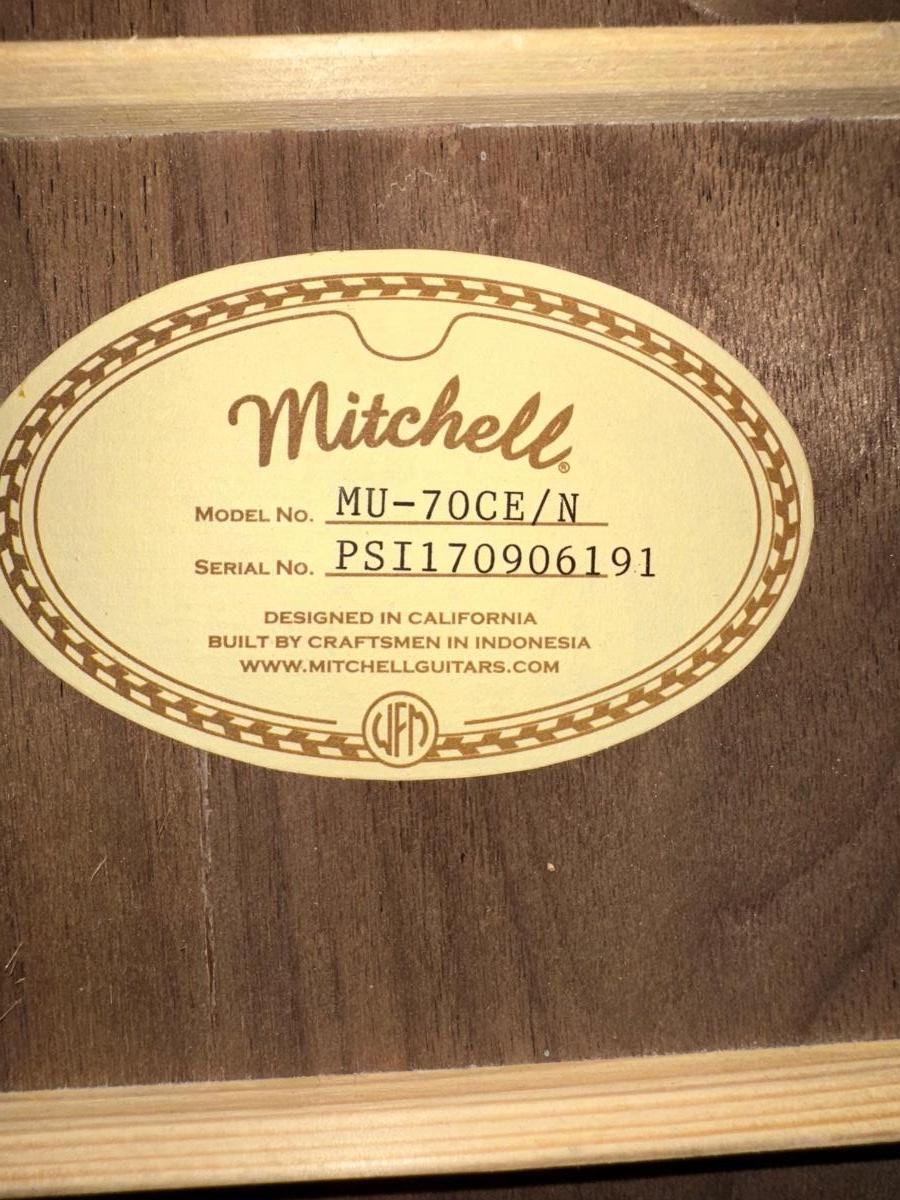 Mitchell®
MODEL NO. MU-70CE/N
SERIAL NO. PSI170906191
DESIGNED IN CALIFORNIA
BUILT BY CRAFTSMEN IN INDONESIA
WWW.MITCHELLGUITARS.COM
UFM